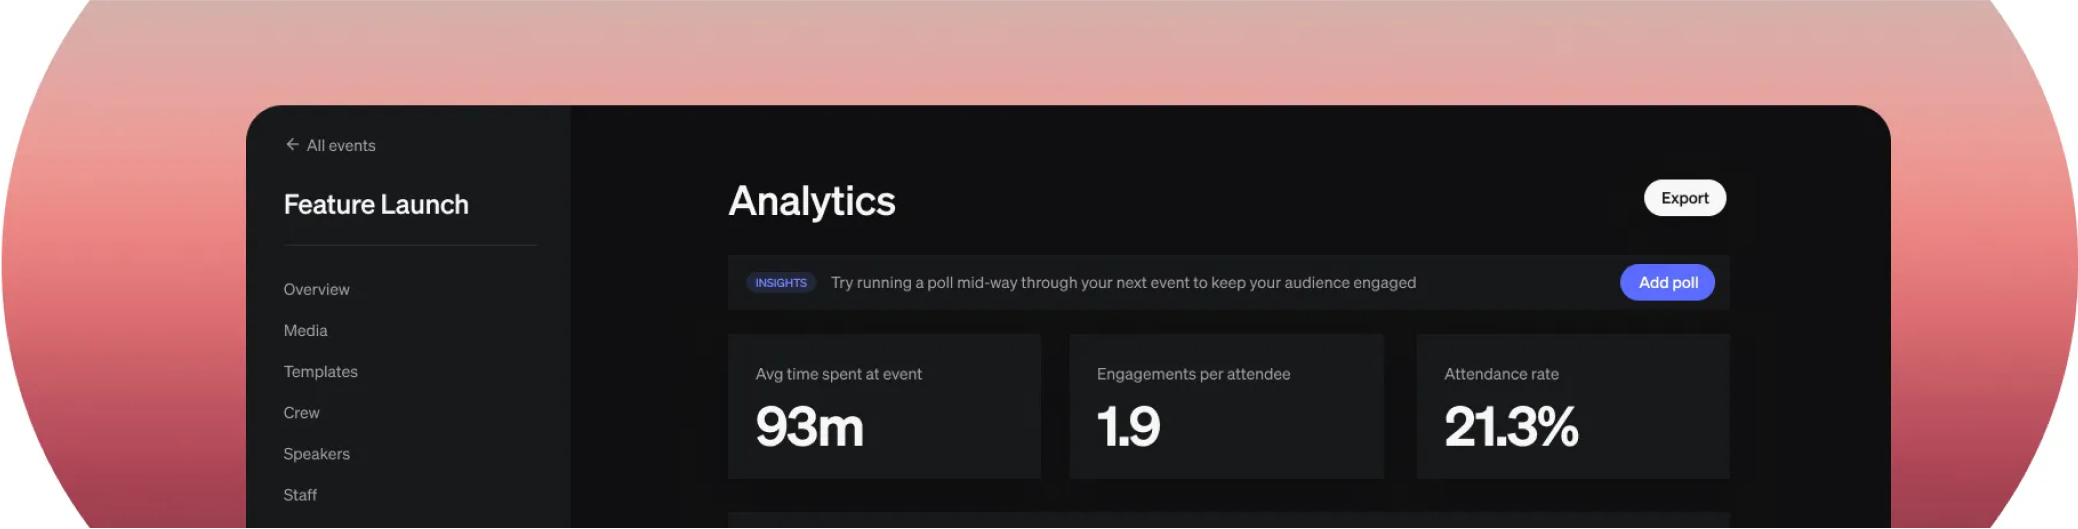 All events
Feature Launch
Overview
Media
Templates
Crew
Speakers
Staff
Analytics
Export
INSIGHTS Try running a poll mid-way through your next event to keep your audience engaged Add poll
Avg time spent at event
93m
Engagements per attendee
1.9
Attendance rate
21.3%